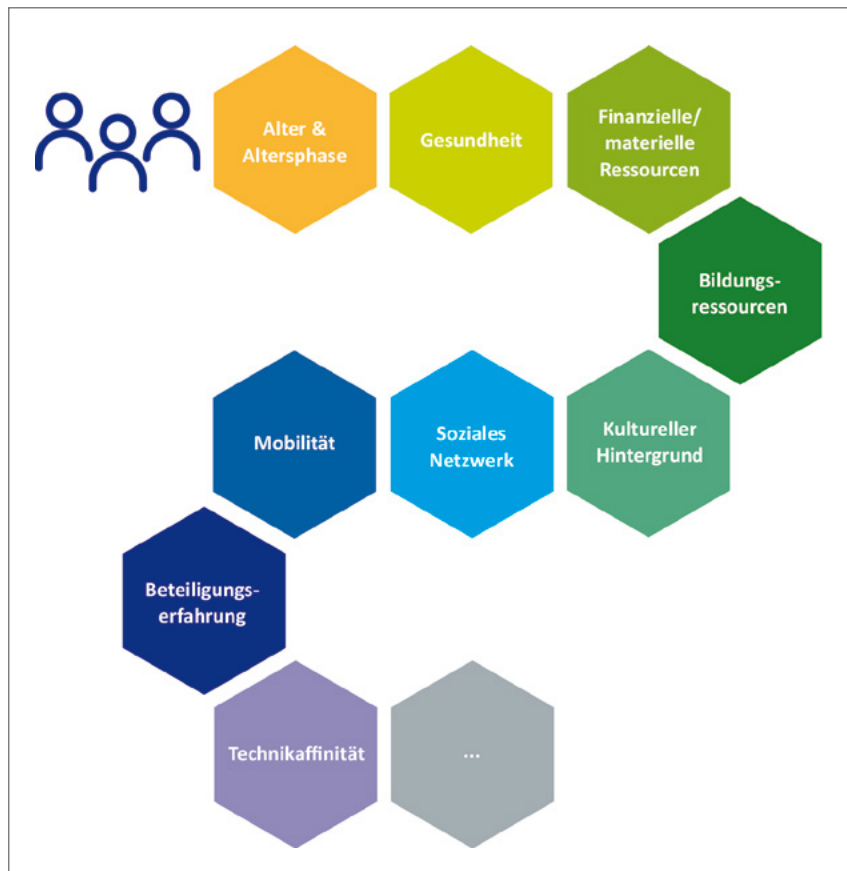 Alter &
Altersphase
Gesundheit
Finanzielle/
materielle
Ressourcen
Bildungs-
ressourcen
Kultureller
Hintergrund
Soziales
Netzwerk
Mobilität
Beteiligungs-
erfahrung
Technikaffinität
...